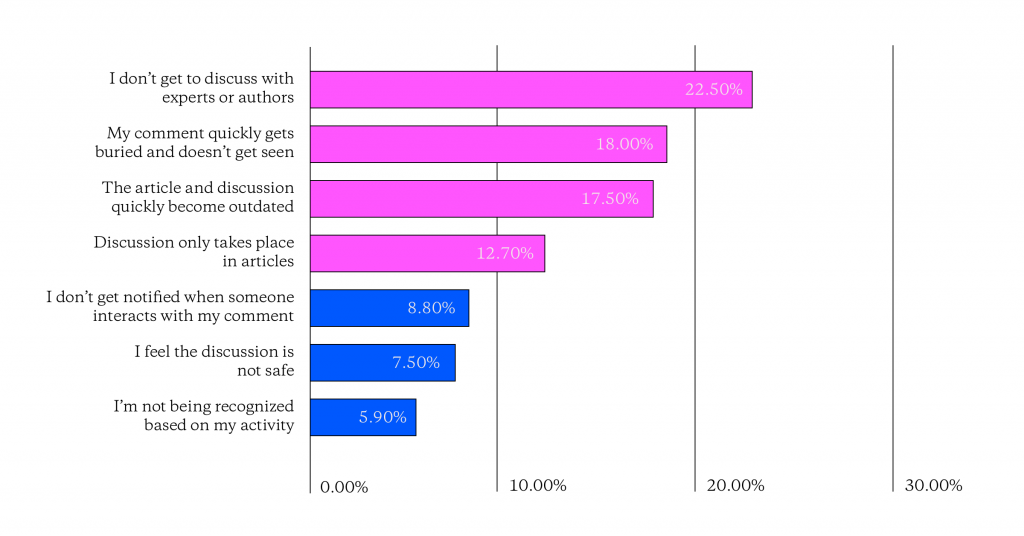 I don’t get to discuss with
experts or authors
22.50%
My comment quickly gets
buried and doesn’t get seen
18.00%
The article and discussion
quickly become outdated
17.50%
Discussion only takes place
in articles
12.70%
I don’t get notified when someone
interacts with my comment
8.80%
I feel the discussion is
not safe
7.50%
I’m not being recognized
based on my activity
5.90%
0.00%
10.00%
20.00%
30.00%